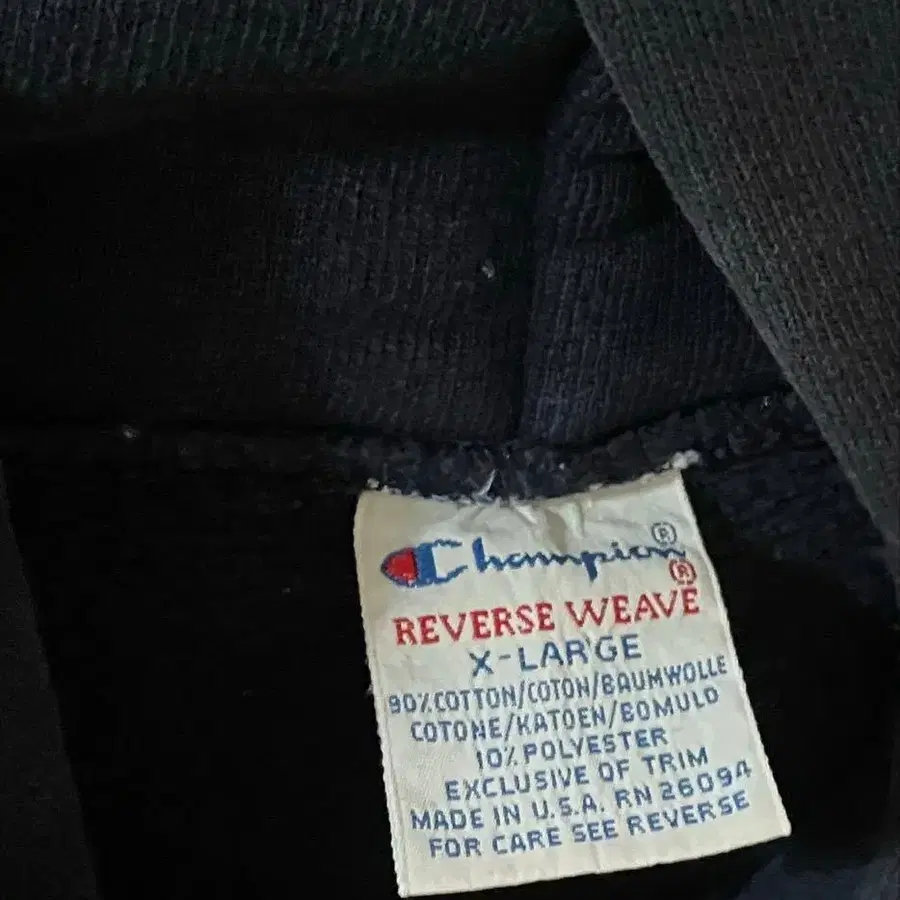 Champion®
®
REVERSE WEAVE
X-LARGE
90% COTTON/COTON/BAUMWOLLE
COTONE/KATOEN/BOMULD
10% POLYESTER
EXCLUSIVE OF TRIM
MADE IN U.S.A. RN 26094
FOR CARE SEE REVERSE